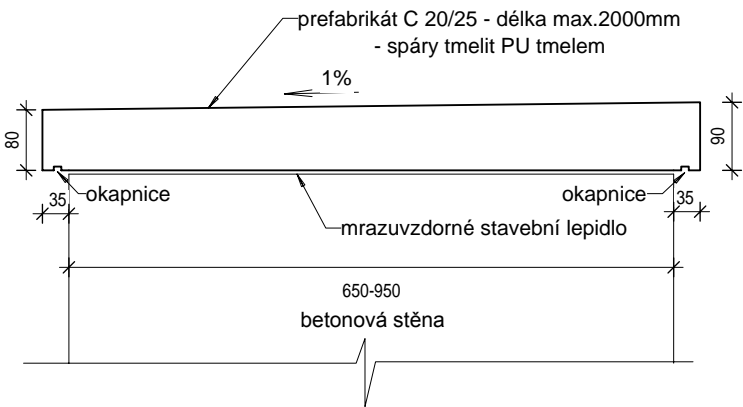 prefabrikát C 20/25 - délka max.2000mm
- spáry tmelit PU tmelem
1%
80
90
okapnice
okapnice
35
35
mrazuvzdorné stavební lepidlo
650-950
betonová stěna